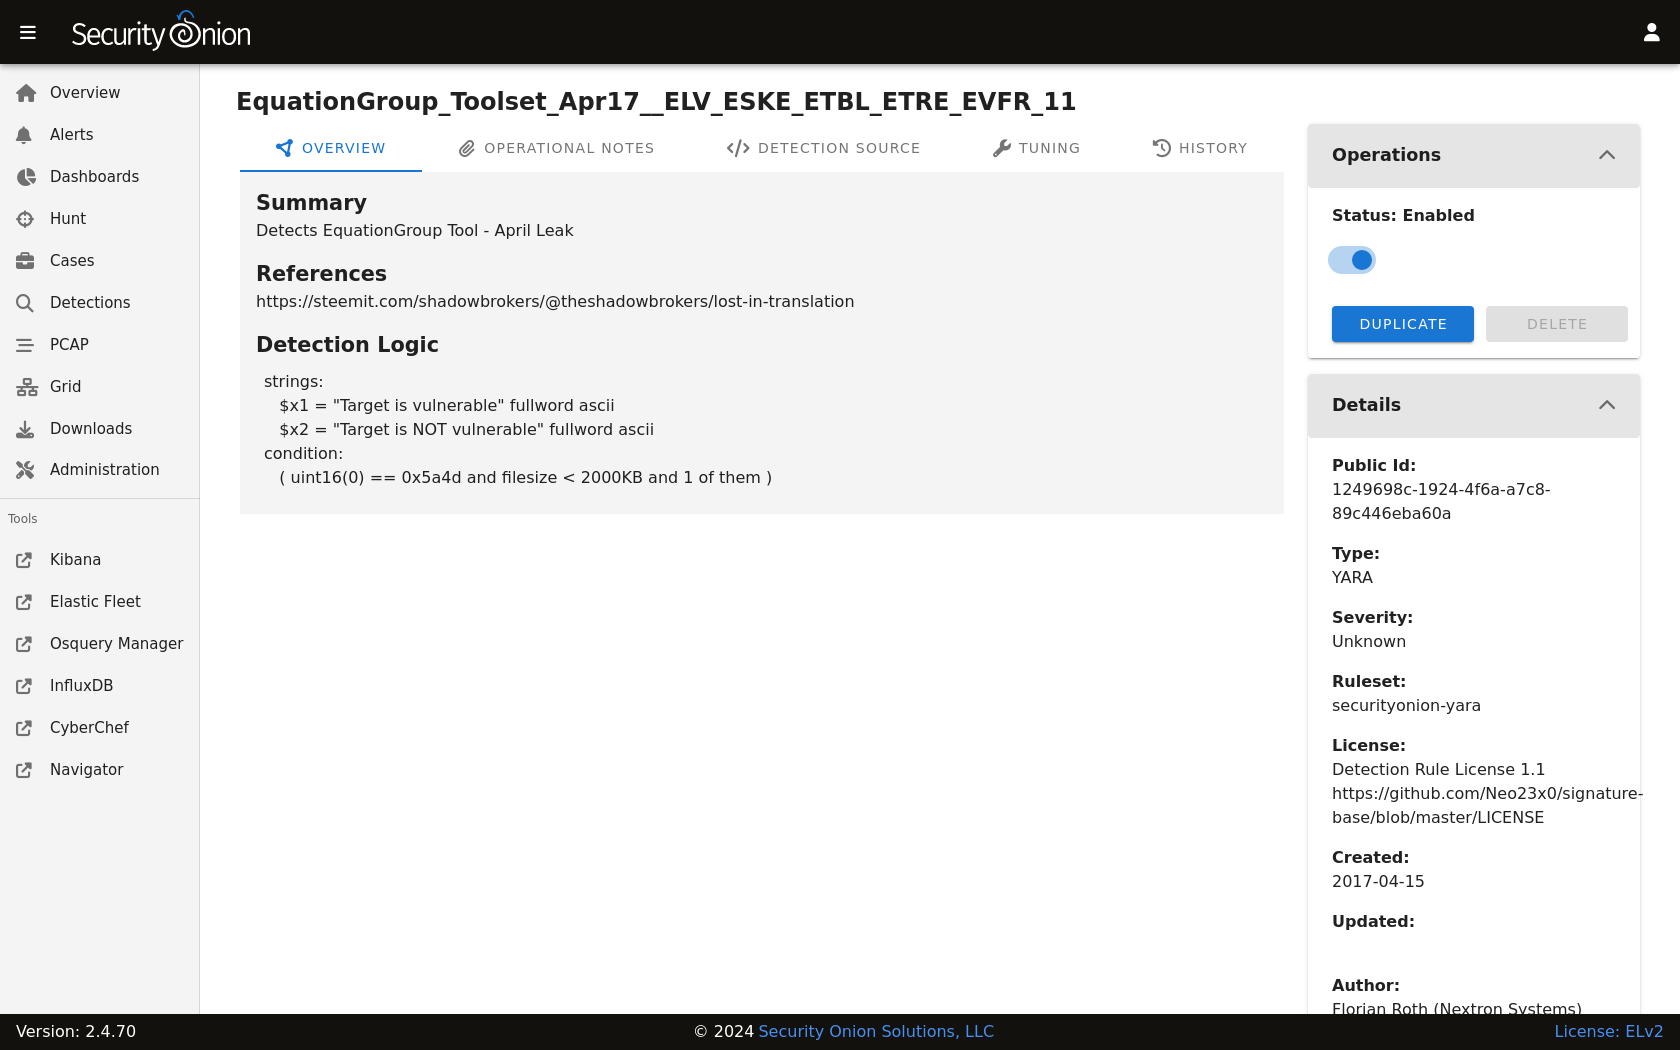 Security Onion
Overview
Alerts
Dashboards
Hunt
Cases
Detections
PCAP
Grid
Downloads
Administration
Tools
Kibana
Elastic Fleet
Osquery Manager
InfluxDB
CyberChef
Navigator
EquationGroup_Toolset_Apr17__ELV_ESKE_ETBL_ETRE_EVFR_11
OVERVIEW
OPERATIONAL NOTES
DETECTION SOURCE
TUNING
HISTORY
Summary
Detects EquationGroup Tool - April Leak
References
https://steemit.com/shadowbrokers/@theshadowbrokers/lost-in-translation
Detection Logic
strings:
$x1 = "Target is vulnerable" fullword ascii
$x2 = "Target is NOT vulnerable" fullword ascii
condition:
( uint16(0) == 0x5a4d and filesize < 2000KB and 1 of them )
Operations
Status: Enabled
DUPLICATE
DELETE
Details
Public Id:
1249698c-1924-4f6a-a7c8-
89c446eba60a
Type:
YARA
Severity:
Unknown
Ruleset:
securityonion-yara
License:
Detection Rule License 1.1
https://github.com/Neo23x0/signature-
base/blob/master/LICENSE
Created:
2017-04-15
Updated:
Author:
Florian Roth (Nextron Systems)
Version: 2.4.70
© 2024 Security Onion Solutions, LLC
License: ELv2